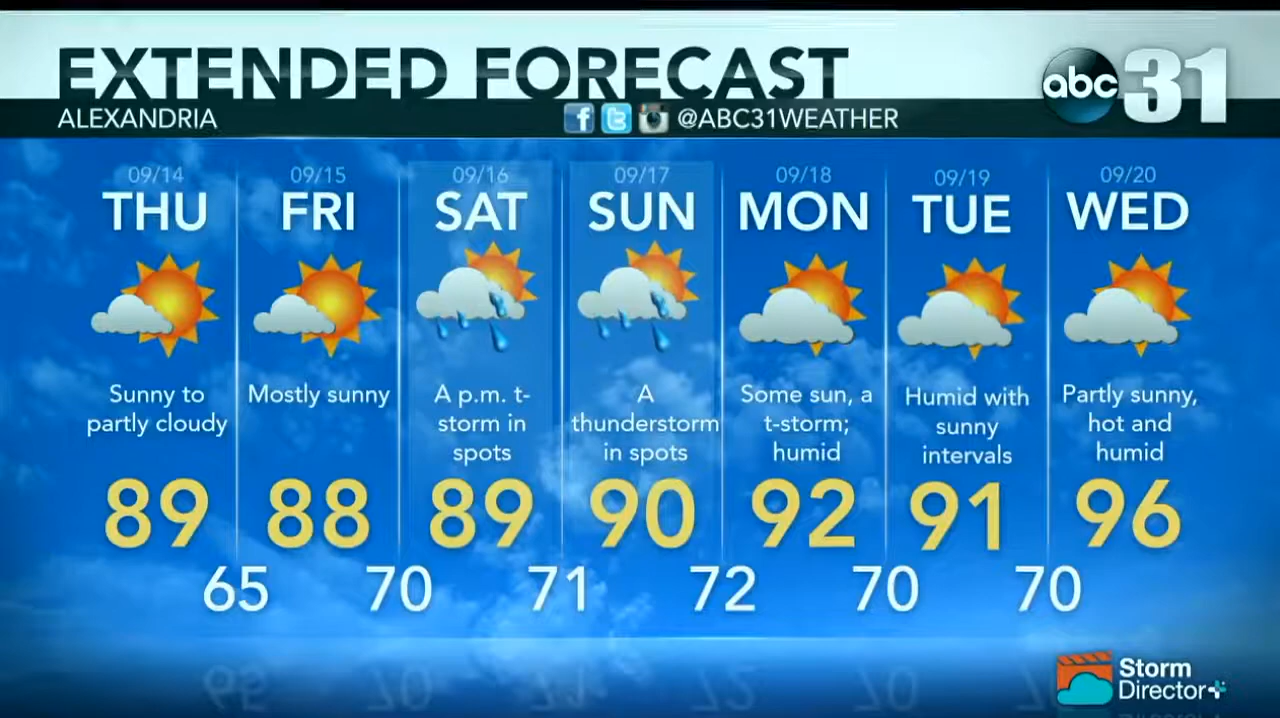 EXTENDED FORECAST
abc 31
ALEXANDRIA
f t @ABC31WEATHER
09/14
THU
Sunny to
partly cloudy
89
09/15
FRI
Mostly sunny
88
09/16
SAT
A p.m. t-
storm in
spots
89
09/17
SUN
A
thunderstorm
in spots
90
09/18
MON
Some sun, a
t-storm;
humid
92
09/19
TUE
Humid with
sunny
intervals
91
09/20
WED
Partly sunny,
hot and
humid
96
65 70 71 72 70 70
Storm
Director+